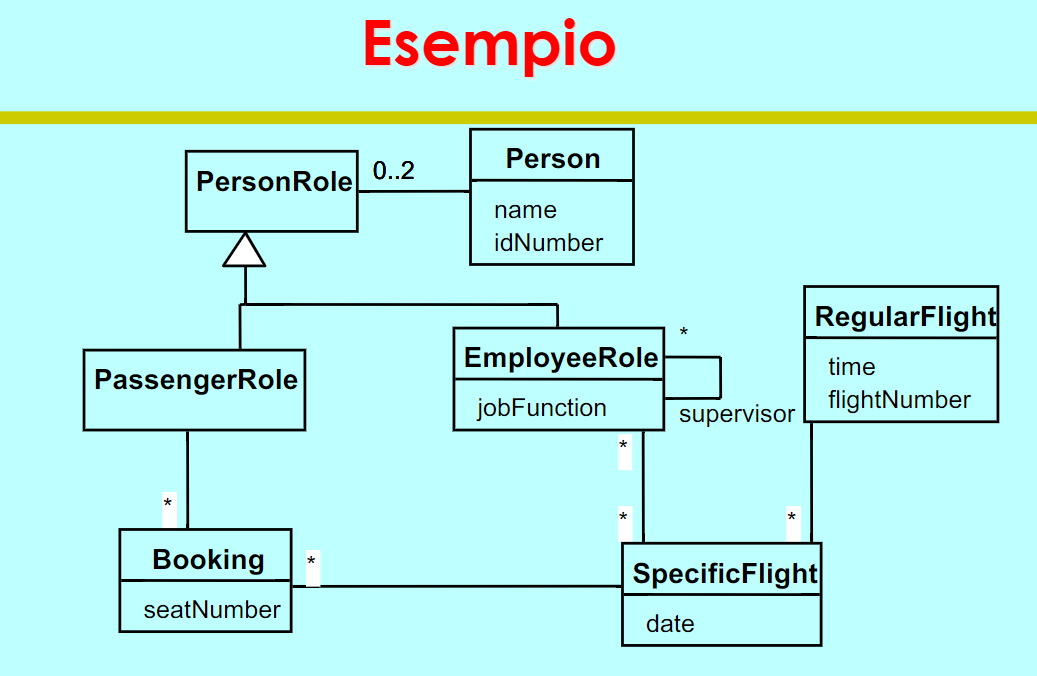 Esempio
PersonRole
0..2
Person
name
idNumber
PassengerRole
EmployeeRole
jobFunction
*
supervisor
RegularFlight
time
flightNumber
*
*
*
*
Booking
seatNumber
*
SpecificFlight
date